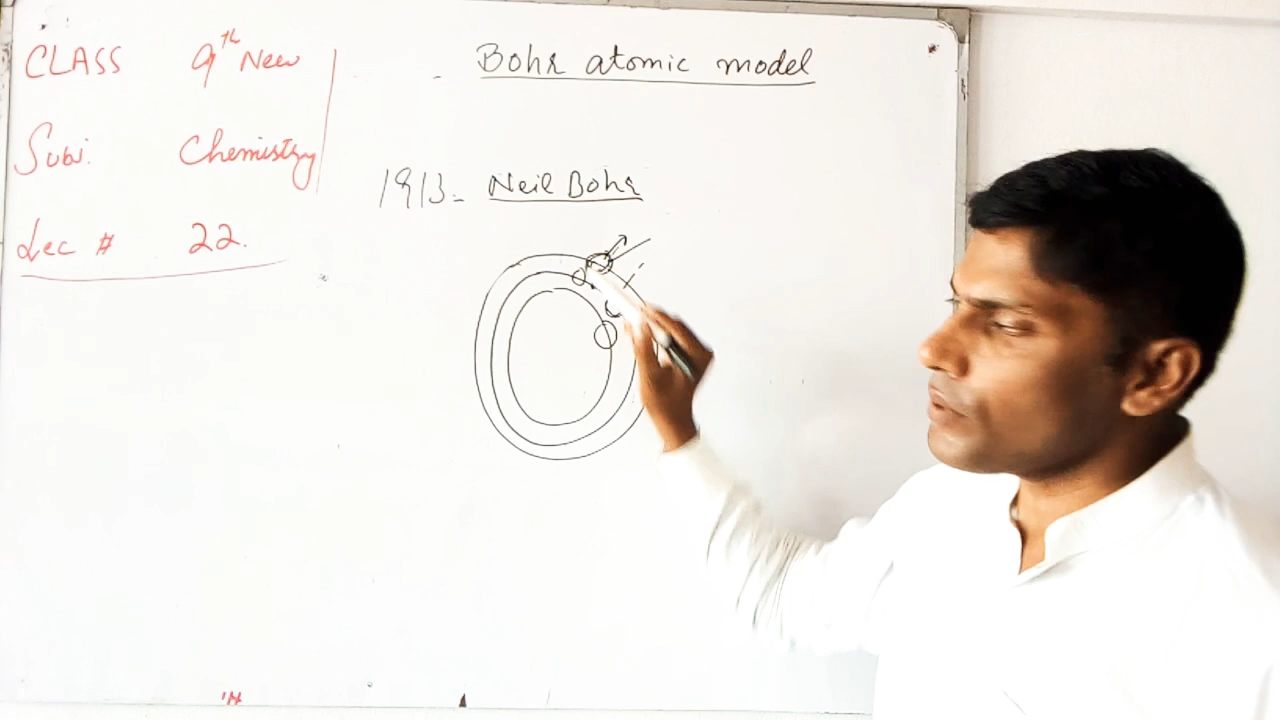 CLASS 9th New
Subj. Chemistry
Lec # 22.
Bohr atomic model
1913- Neil Bohr